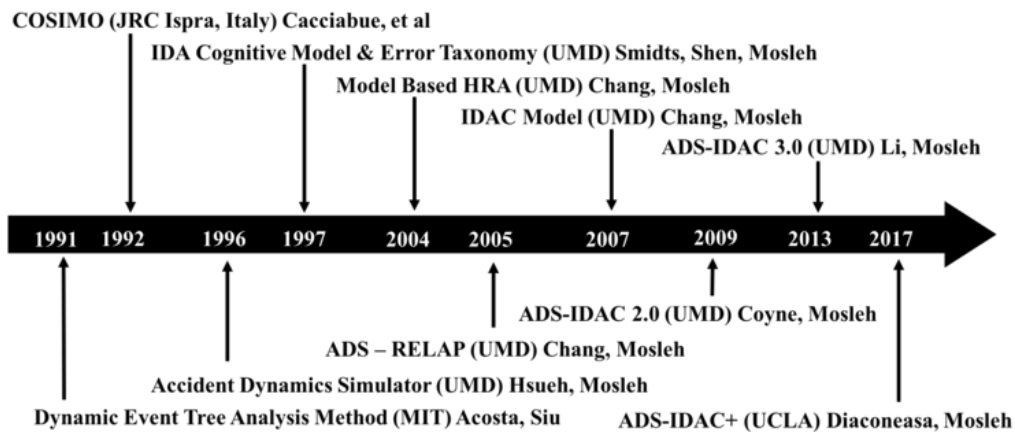 COSIMO (JRC Ispra, Italy) Cacciabue, et al
IDA Cognitive Model & Error Taxonomy (UMD) Smidts, Shen, Mosleh
Model Based HRA (UMD) Chang, Mosleh
IDAC Model (UMD) Chang, Mosleh
ADS-IDAC 3.0 (UMD) Li, Mosleh
1991 1992 1996 1997 2004 2005 2007 2009 2013 2017
ADS-IDAC 2.0 (UMD) Coyne, Mosleh
ADS – RELAP (UMD) Chang, Mosleh
Accident Dynamics Simulator (UMD) Hsueh, Mosleh
Dynamic Event Tree Analysis Method (MIT) Acosta, Siu
ADS-IDAC+ (UCLA) Diaconeasa, Mosleh